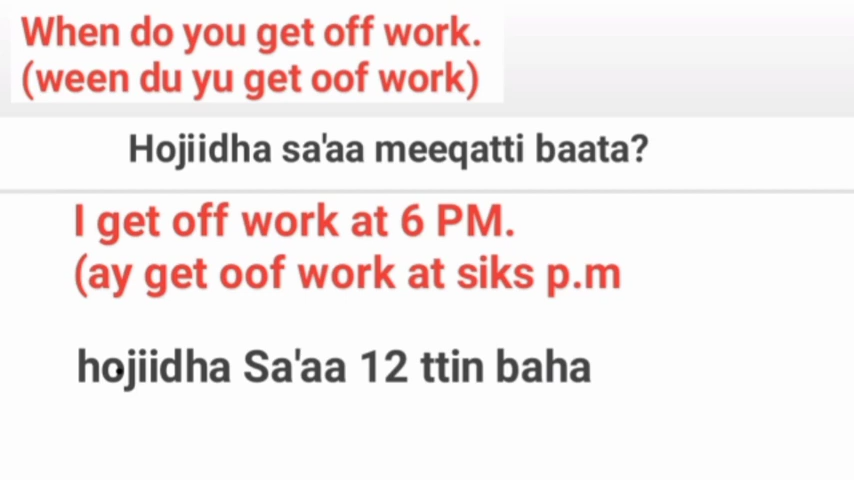 When do you get off work.
(ween du yu get oof work)
Hojiidha sa'aa meeqatti baata?
I get off work at 6 PM.
(ay get oof work at siks p.m
hojiidha Sa'aa 12 ttin baha